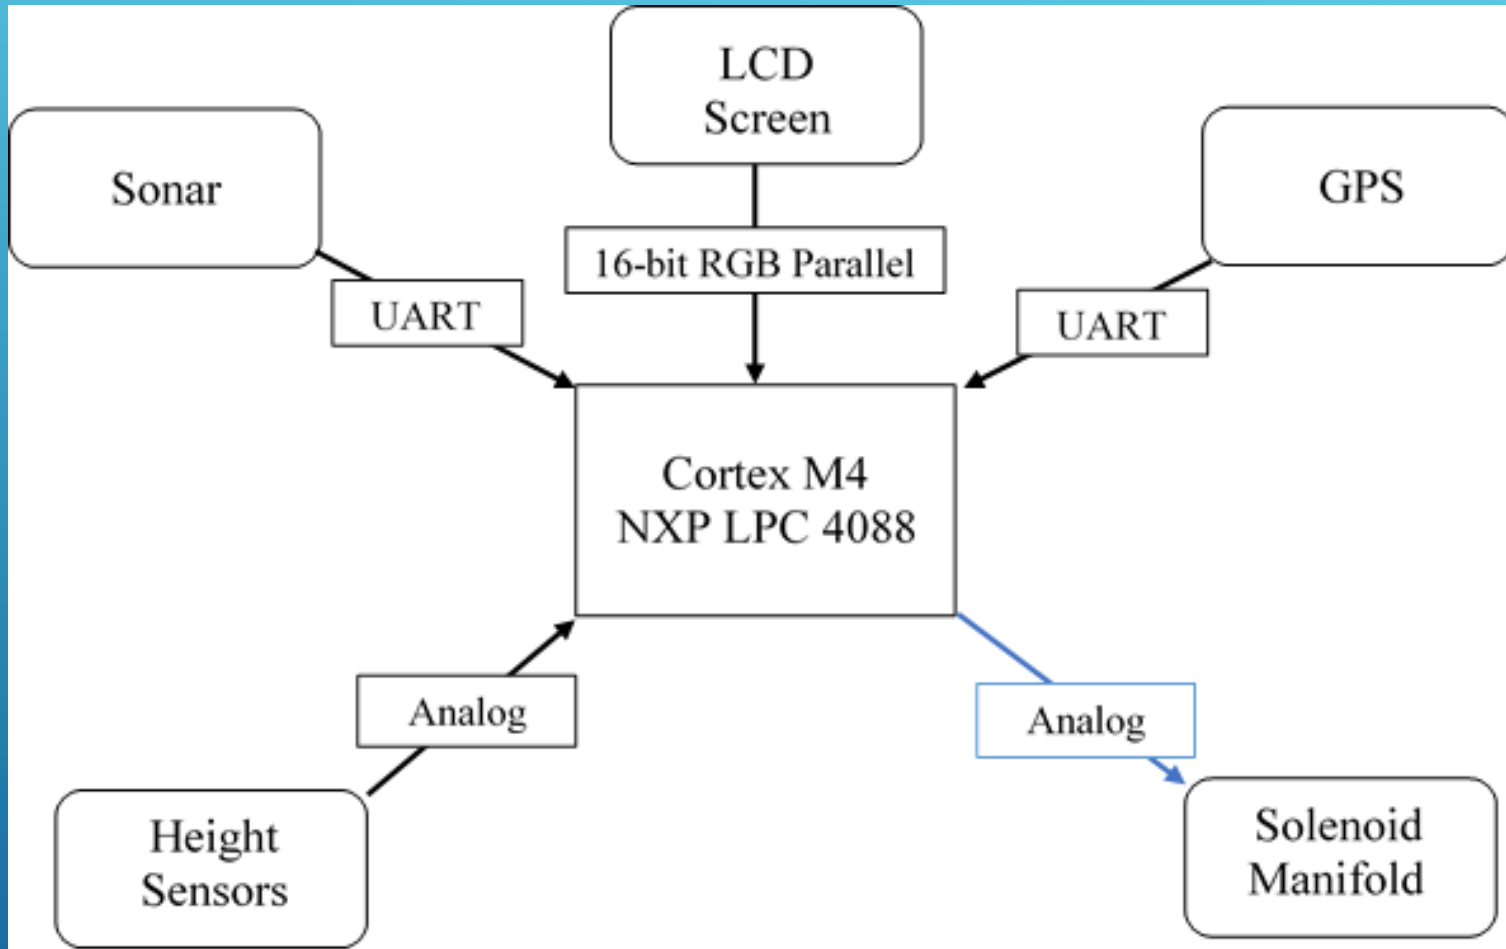 LCD
Screen
Sonar
GPS
16-bit RGB Parallel
UART
UART
Cortex M4
NXP LPC 4088
Analog
Analog
Height
Sensors
Solenoid
Manifold